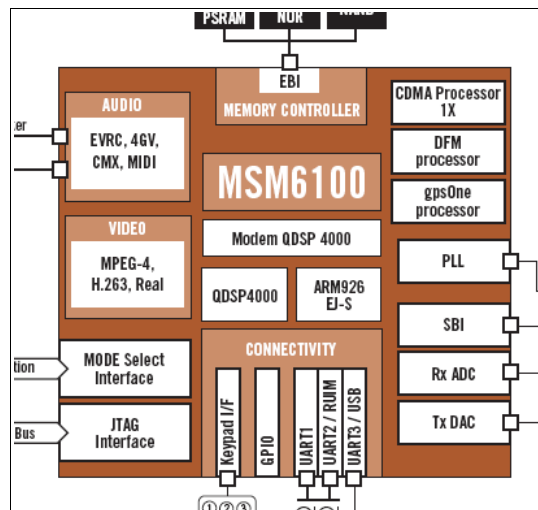 PSRAM
NOR
EBI
MEMORY CONTROLLER
AUDIO
EVRC, 4GV,
CMX, MIDI
CDMA Processor
1X
DFM
processor
gpsOne
processor
MSM6100
VIDEO
MPEG-4,
H.263, Real
Modem QDSP 4000
QDSP4000
ARM926
EJ-S
PLL
SBI
Rx ADC
Tx DAC
CONNECTIVITY
MODE Select
Interface
JTAG
Interface
Bus
Keypad I/F
GPIO
UART1
UART2 / RUIM
UART3 / USB
①②③